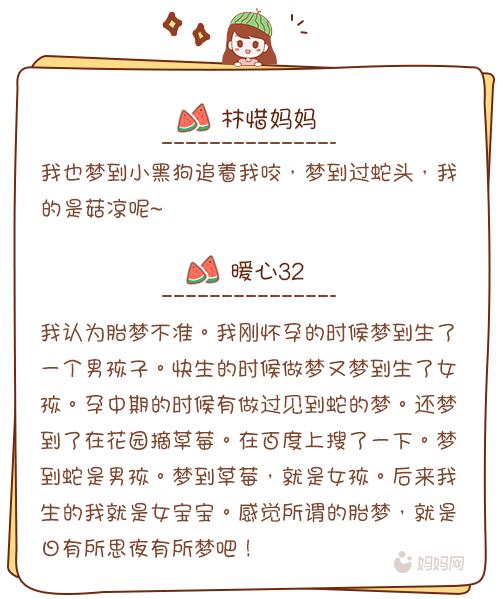 林惜妈妈
我也梦到小黑狗追着我咬，梦到过蛇头，我
的是菇凉呢~
暖心32
我认为胎梦不准。我刚怀孕的时候梦到生了
一个男孩子。快生的时候做梦又梦到生了女
孩。孕中期的时候有做过见到蛇的梦。还梦
到了在花园摘草莓。在百度上搜了一下。梦
到蛇是男孩。梦到草莓，就是女孩。后来我
生的我就是女宝宝。感觉所谓的胎梦，就是
日有所思夜有所梦吧！
妈妈网